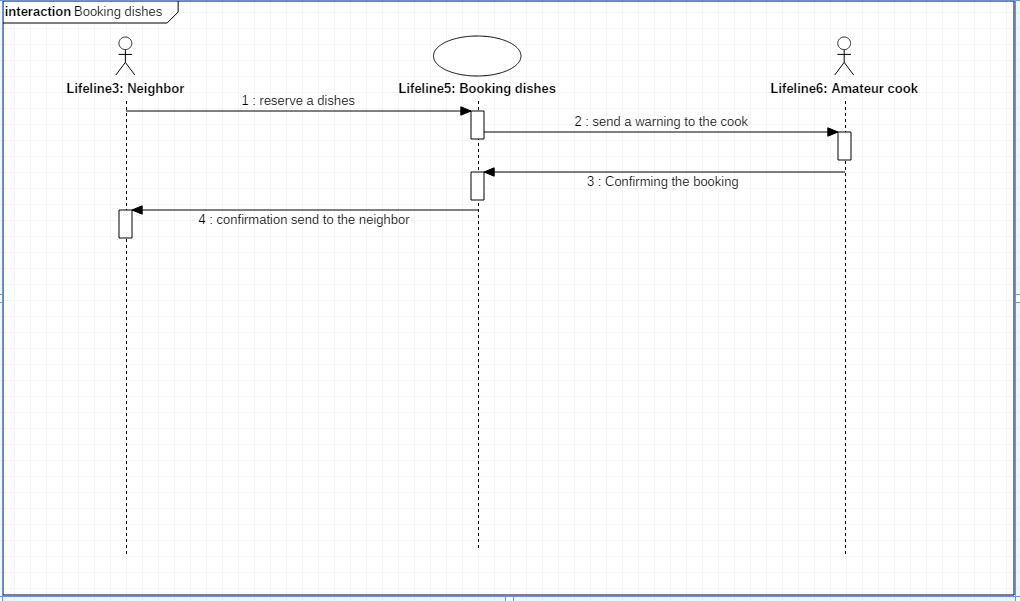 interaction Booking dishes
Lifeline3: Neighbor
Lifeline5: Booking dishes
Lifeline6: Amateur cook
1 : reserve a dishes
2 : send a warning to the cook
3 : Confirming the booking
4 : confirmation send to the neighbor